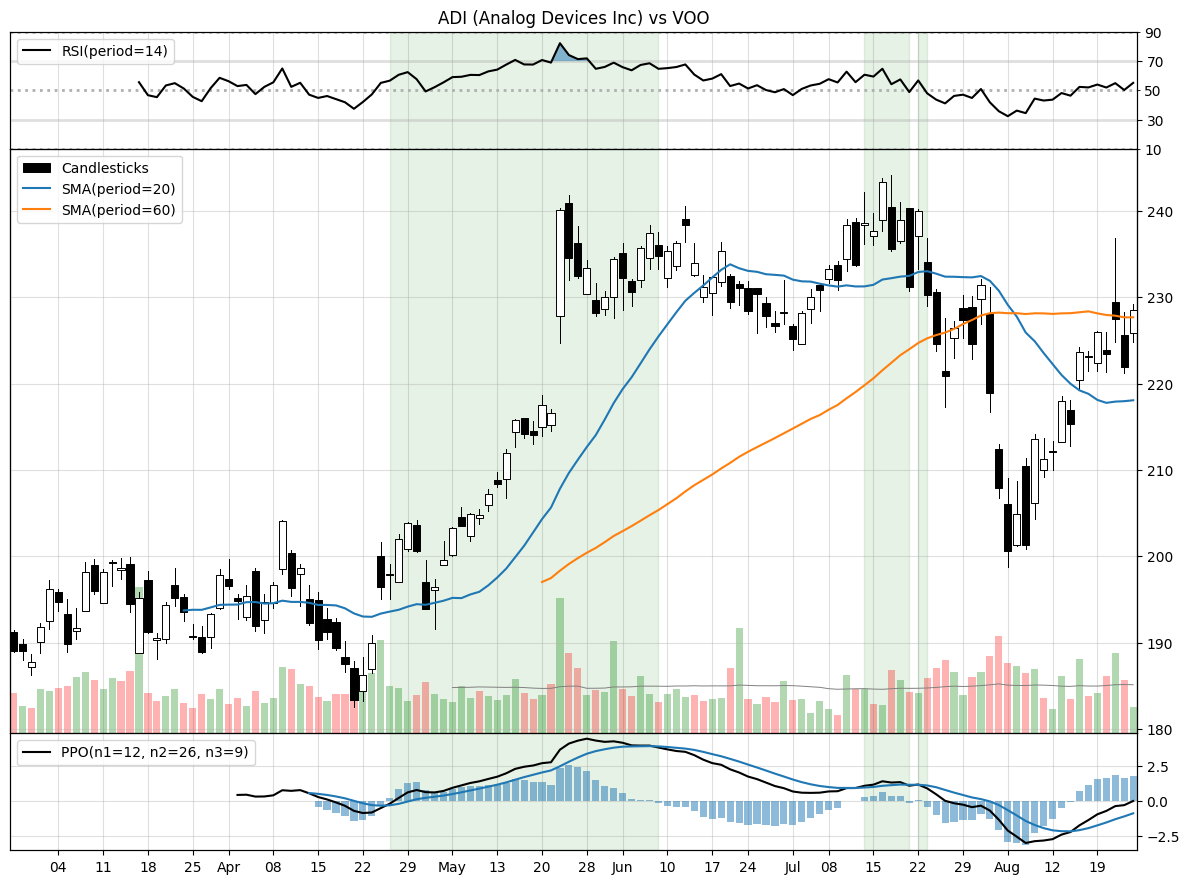 ADI (Analog Devices Inc) vs VOO
RSI(period=14)
90
70
50
30
10
Candlesticks
SMA(period=20)
SMA(period=60)
240
230
220
210
200
190
180
PPO(n1=12, n2=26, n3=9)
2.5
0.0
−2.5
04 11 18 25 Apr 08 15 22 29 May 13 20 28 Jun 10 17 24 Jul 08 15 22 29 Aug 12 19